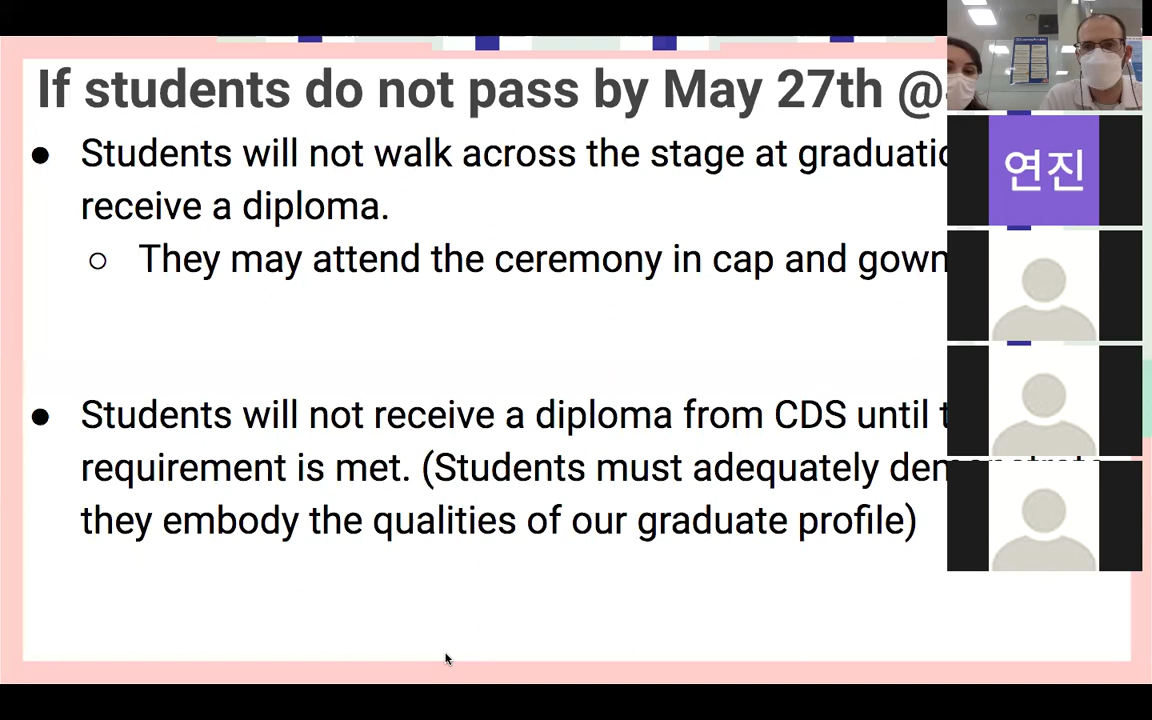 If students do not pass by May 27th @
● Students will not walk across the stage at
receive a diploma.
○ They may attend the ceremony in cap and gown
● Students will not receive a diploma from CDS until
requirement is met. (Students must adequately
they embody the qualities of our graduate profile)
연진